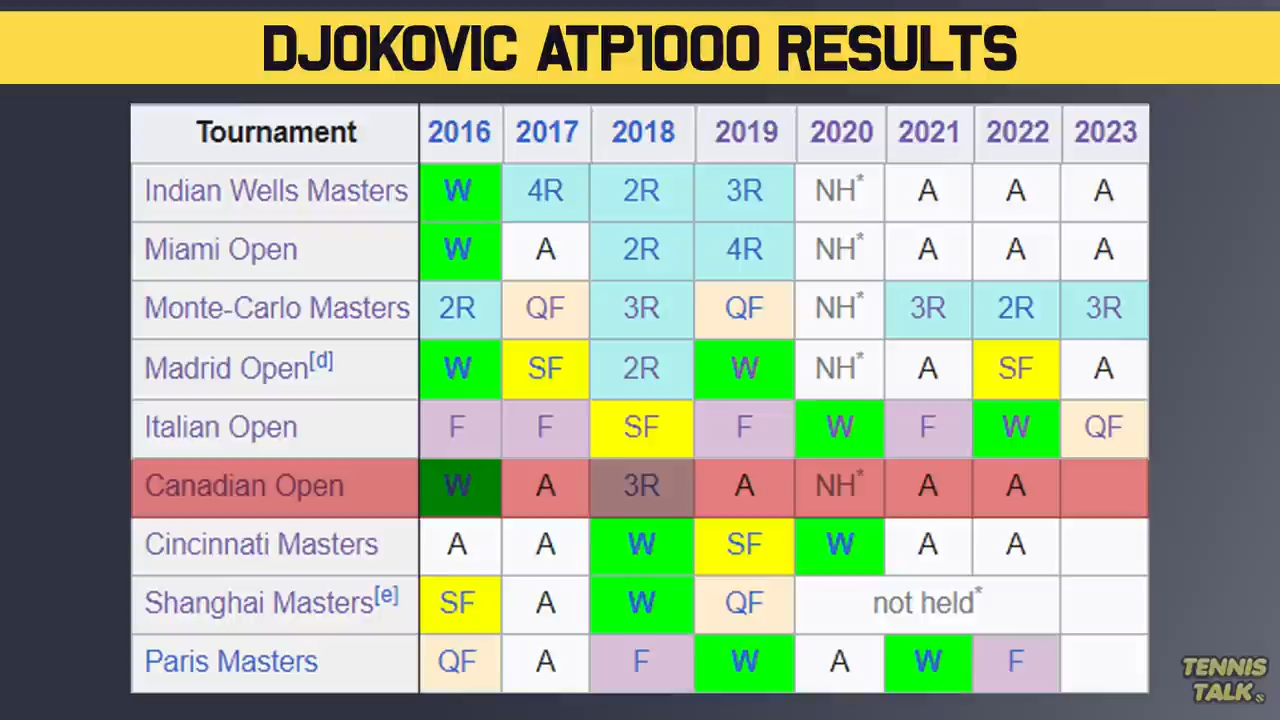 DJOKOVIC ATP1000 RESULTS
Tournament 2016 2017 2018 2019 2020 2021 2022 2023
Indian Wells Masters W 4R 2R 3R NH* A A A
Miami Open W A 2R 4R NH* A A A
Monte-Carlo Masters 2R QF 3R QF NH* 3R 2R 3R
Madrid Open[d] W SF 2R W NH* A SF A
Italian Open F F SF F W F W QF
Canadian Open W A 3R A NH* A A
Cincinnati Masters A A W SF W A A
Shanghai Masters[e] SF A W QF not held*
Paris Masters QF A F W A W F
TENNIS
TALK